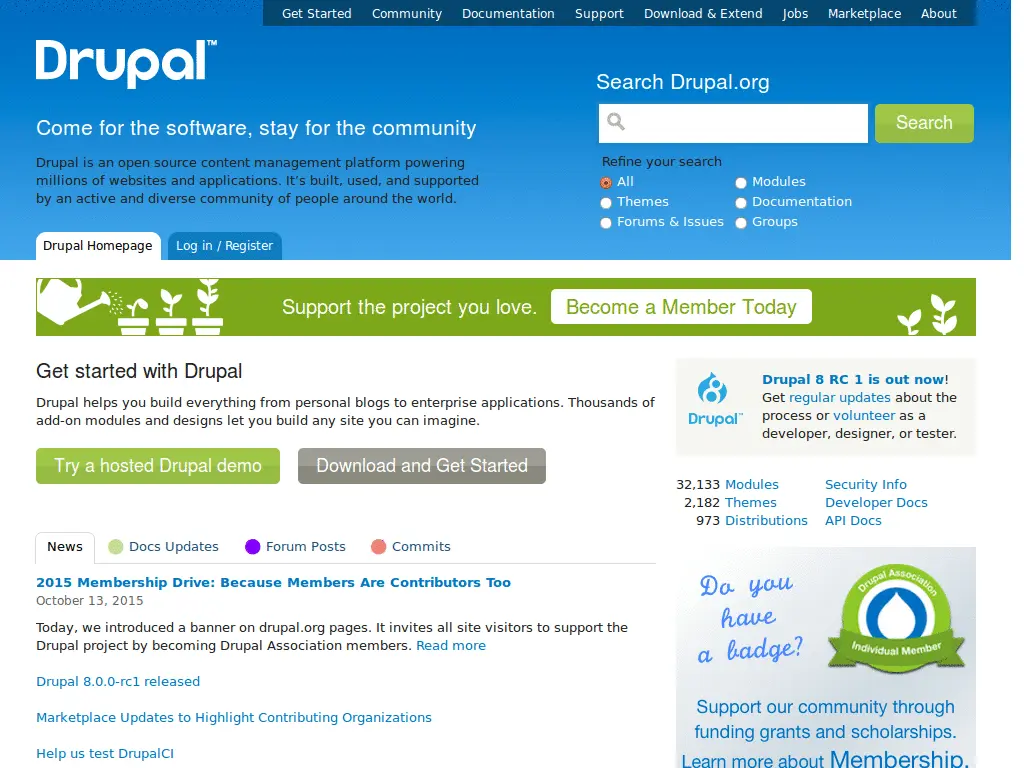 Get Started Community Documentation Support Download & Extend Jobs Marketplace About
Drupal™
Come for the software, stay for the community
Drupal is an open source content management platform powering
millions of websites and applications. It’s built, used, and supported
by an active and diverse community of people around the world.
Search Drupal.org
Search
Refine your search
All Modules
Themes Documentation
Forums & Issues Groups
Drupal Homepage Log in / Register
Support the project you love. Become a Member Today
Get started with Drupal
Drupal helps you build everything from personal blogs to enterprise applications. Thousands of
add-on modules and designs let you build any site you can imagine.
Try a hosted Drupal demo Download and Get Started
Drupal™
Drupal 8 RC 1 is out now!
Get regular updates about the
process or volunteer as a
developer, designer, or tester.
32,133 Modules Security Info
2,182 Themes Developer Docs
973 Distributions API Docs
News Docs Updates Forum Posts Commits
2015 Membership Drive: Because Members Are Contributors Too
October 13, 2015
Today, we introduced a banner on drupal.org pages. It invites all site visitors to support the
Drupal project by becoming Drupal Association members. Read more
Drupal 8.0.0-rc1 released
Marketplace Updates to Highlight Contributing Organizations
Help us test DrupalCI
Do you
have
a badge?
Drupal Association
Individual Member
Support our community through
funding grants and scholarships.
Learn more about Membership.